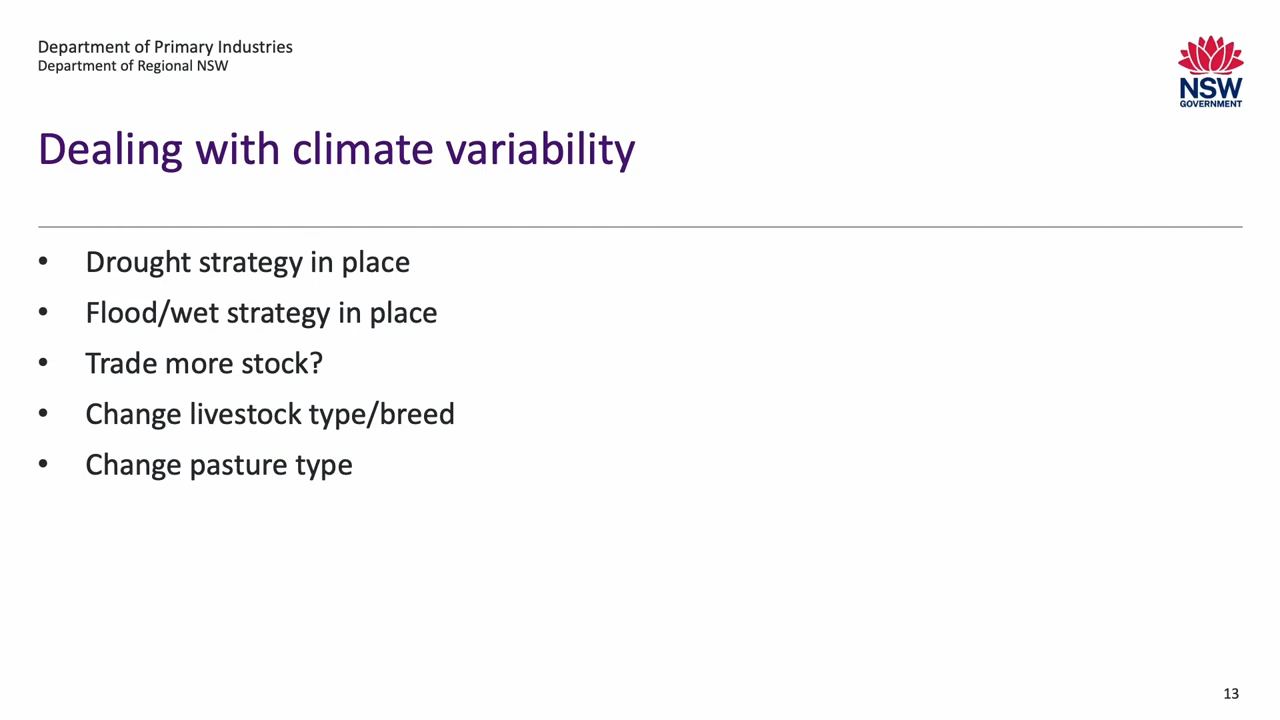 Department of Primary Industries
Department of Regional NSW
NSW
GOVERNMENT
Dealing with climate variability
• Drought strategy in place
• Flood/wet strategy in place
• Trade more stock?
• Change livestock type/breed
• Change pasture type
13